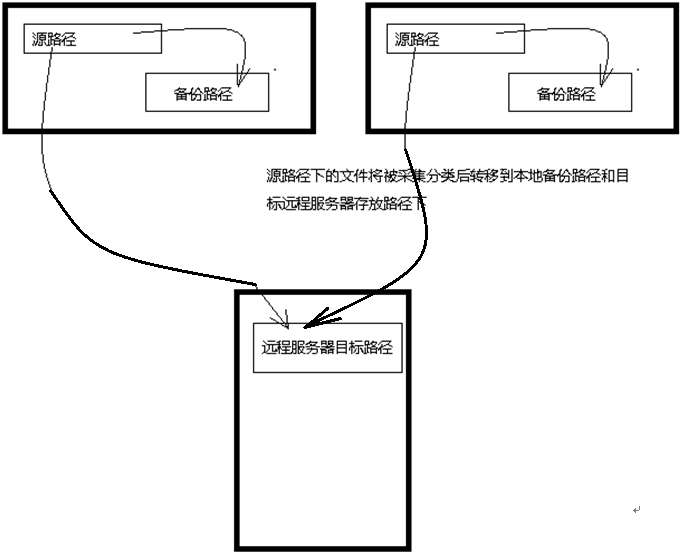 源路径
源路径
备份路径
备份路径
源路径下的文件将被采集分类后转移到本地备份路径和目
标远程服务器存放路径下
远程服务器目标路径